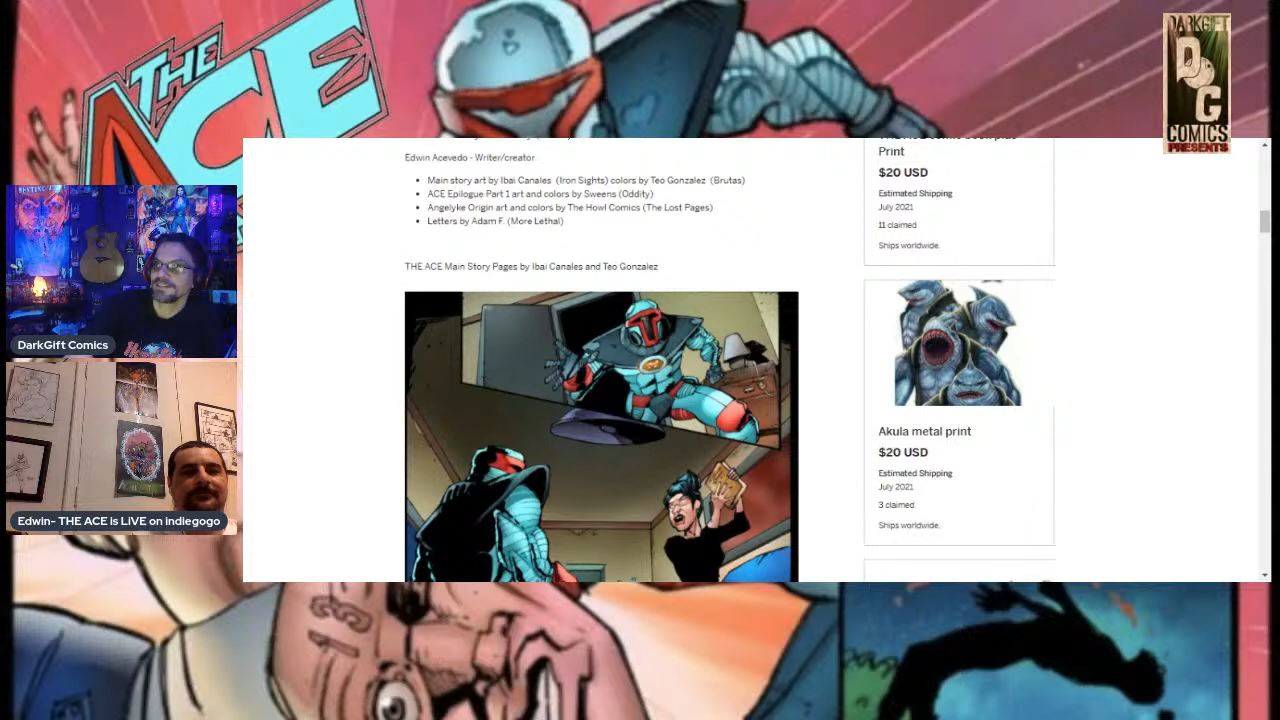 THE
ACE
DARKGIFT
DG
COMICS
PRESENTS
Edwin Acevedo - Writer/creator
Main story art by Ibai Canales (Iron Sights) colors by Teo Gonzalez (Brutas)
ACE Epilogue Part 1 art and colors by Sweens (Oddity)
Angelyke Origin art and colors by The Howl Comics (The Lost Pages)
Letters by Adam F. (More Lethal)
THE ACE Main Story Pages by Ibai Canales and Teo Gonzalez
Print
$20 USD
Estimated Shipping
July 2021
11 claimed
Ships worldwide.
Akula metal print
$20 USD
Estimated Shipping
July 2021
3 claimed
Ships worldwide.
DarkGift Comics
Edwin- THE ACE is LIVE on indiegogo
13